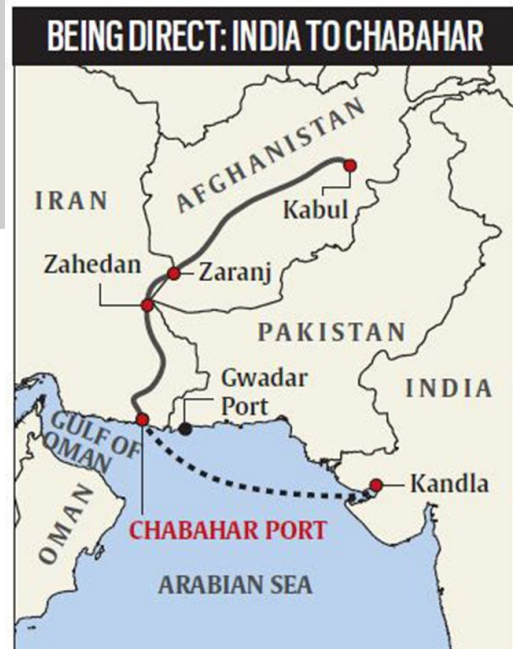 BEING DIRECT: INDIA TO CHABAHAR
AFGHANISTAN
IRAN
Kabul
Zahedan
Zaranj
PAKISTAN
Gwadar
Port
INDIA
GULF OF
OMAN
Kandla
OMAN
CHABAHAR PORT
ARABIAN SEA